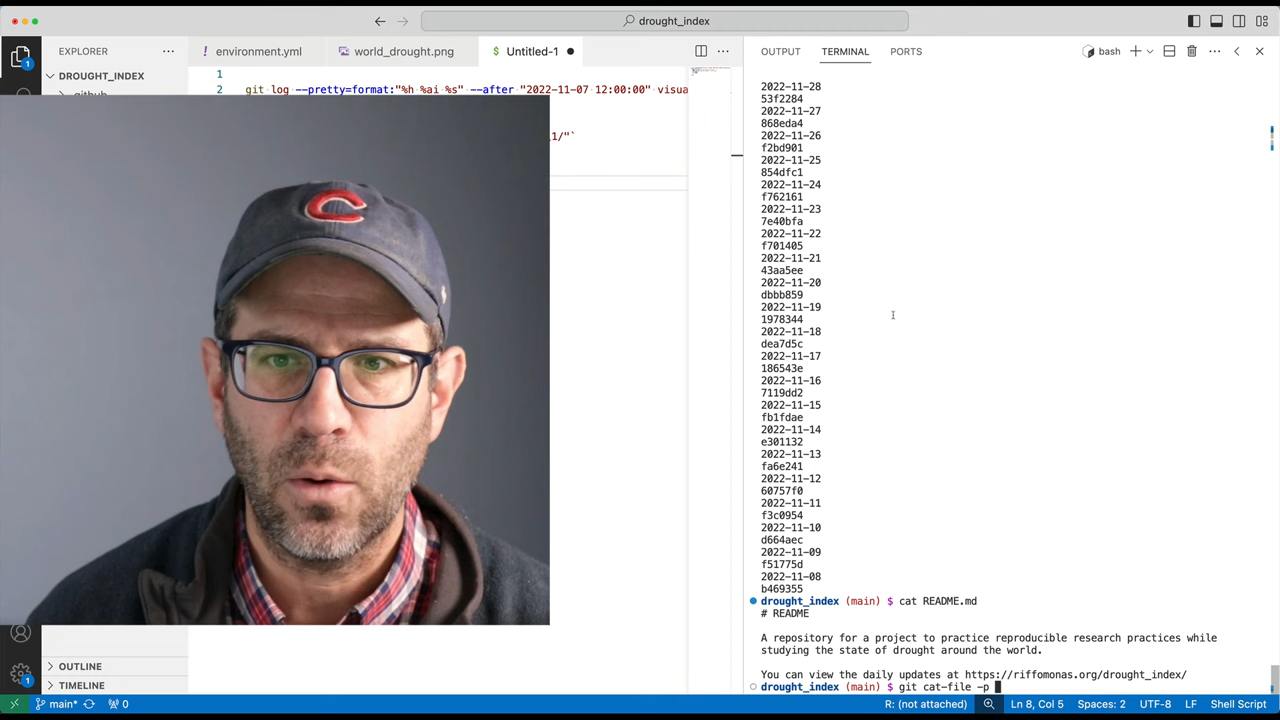 drought_index
EXPLORER
environment.yml
world_drought.png
Untitled-1
OUTPUT
TERMINAL
PORTS
bash
DROUGHT_INDEX
1
2
git log --pretty=format:"%h %ai %s" --after "2022-11-07 12:00:00" visua
1/"`
2022-11-28
53f2284
2022-11-27
868eda4
2022-11-26
f2bd901
2022-11-25
854dfc1
2022-11-24
f762161
2022-11-23
7e40bfa
2022-11-22
f701405
2022-11-21
43aa5ee
2022-11-20
dbbb859
2022-11-19
1978344
2022-11-18
dea7d5c
2022-11-17
186543e
2022-11-16
7119dd2
2022-11-15
fb1fdae
2022-11-14
e301132
2022-11-13
fa6e241
2022-11-12
60757f0
2022-11-11
f3c0954
2022-11-10
d664aec
2022-11-09
f51775d
2022-11-08
b469355
drought_index (main) $ cat README.md
# README
A repository for a project to practice reproducible research practices while
studying the state of drought around the world.
You can view the daily updates at https://riffomonas.org/drought_index/
drought_index (main) $ git cat-file -p
OUTLINE
TIMELINE
main* 0
R: (not attached)
Ln 8, Col 5
Spaces: 2
UTF-8
LF
Shell Script